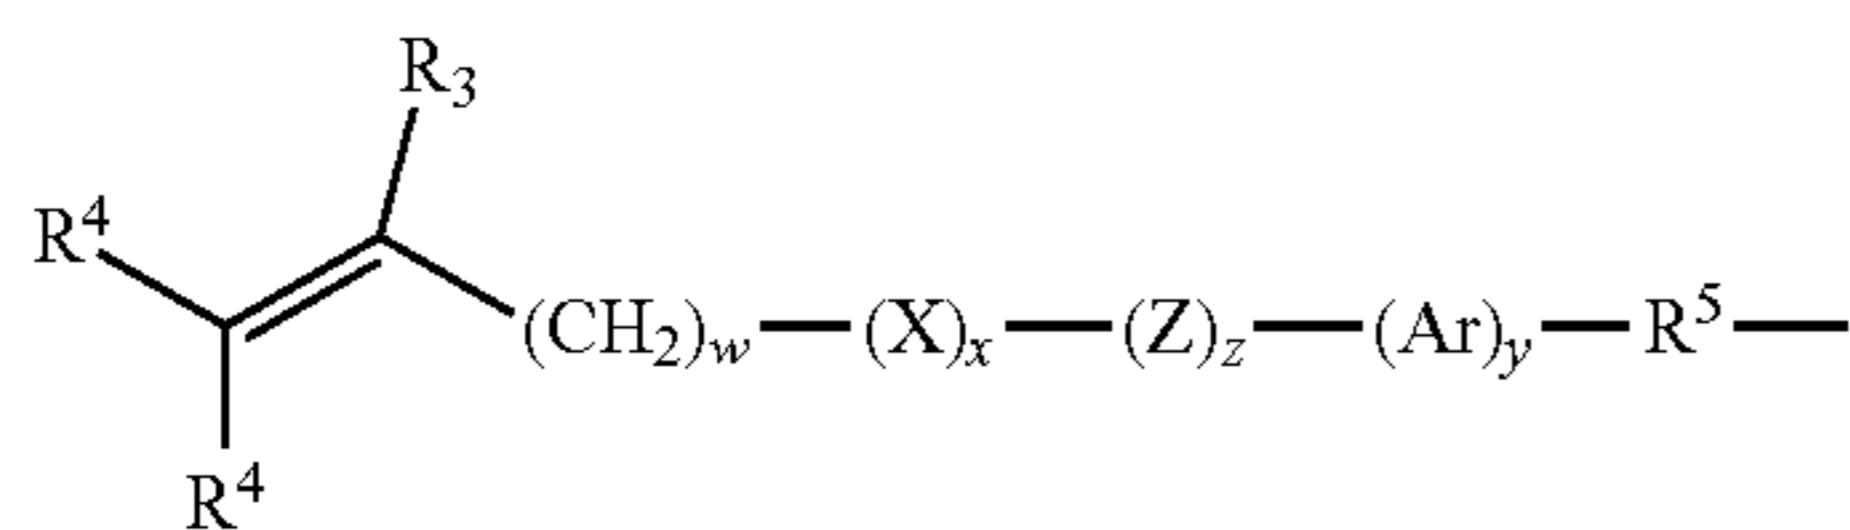 R₃
R⁴
(CH₂)w—(X)x—(Z)z—(Ar)y—R⁵—
R⁴